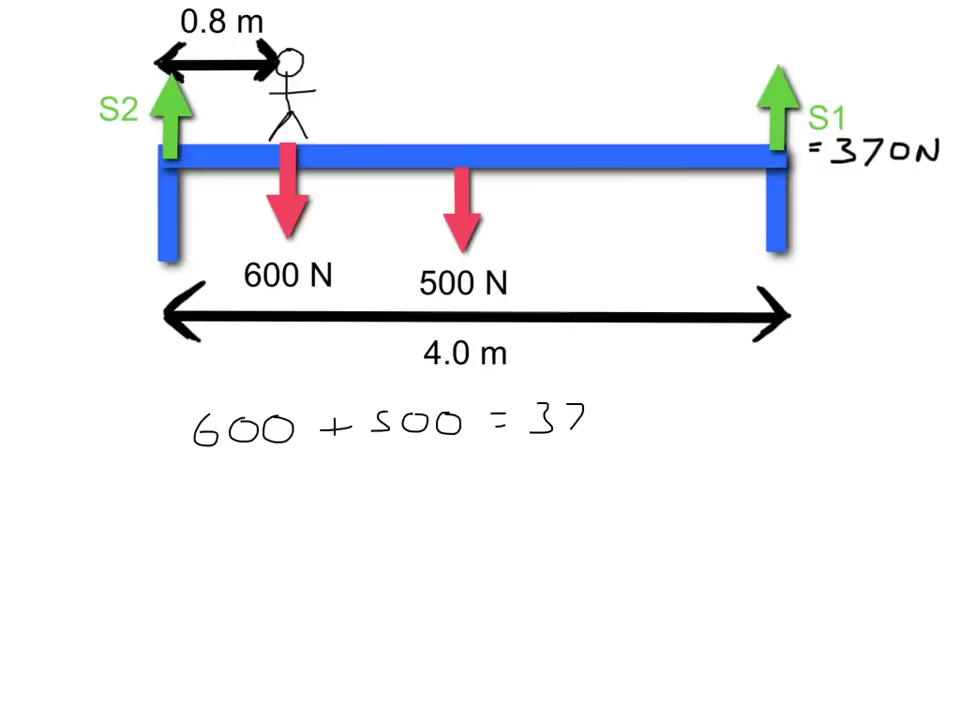 0.8 m
S2
S1
= 370N
600 N
500 N
4.0 m
600 + 500 = 37